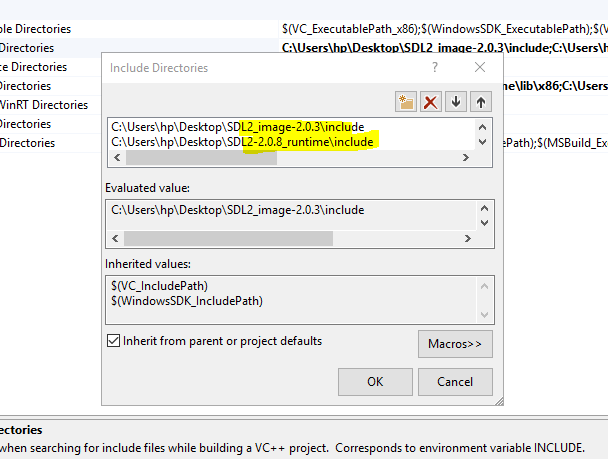 ble Directories $(VC_ExecutablePath_x86);$(WindowsSDK_ExecutablePath);$(V
Directories C:\Users\hp\Desktop\SDL2_image-2.0.3\include;C:\Users\h
ce Directories
Directories ne\lib\x86;C:\User
WinRT Directories
Directories
Directories ePath);$(MSBuild_Ex
Include Directories
C:\Users\hp\Desktop\SDL2_image-2.0.3\include
C:\Users\hp\Desktop\SDL2-2.0.8_runtime\include
Evaluated value:
C:\Users\hp\Desktop\SDL2_image-2.0.3\include
Inherited values:
$(VC_IncludePath)
$(WindowsSDK_IncludePath)
Inherit from parent or project defaults
Macros>>
OK Cancel
ectories
when searching for include files while building a VC++ project. Corresponds to environment variable INCLUDE.